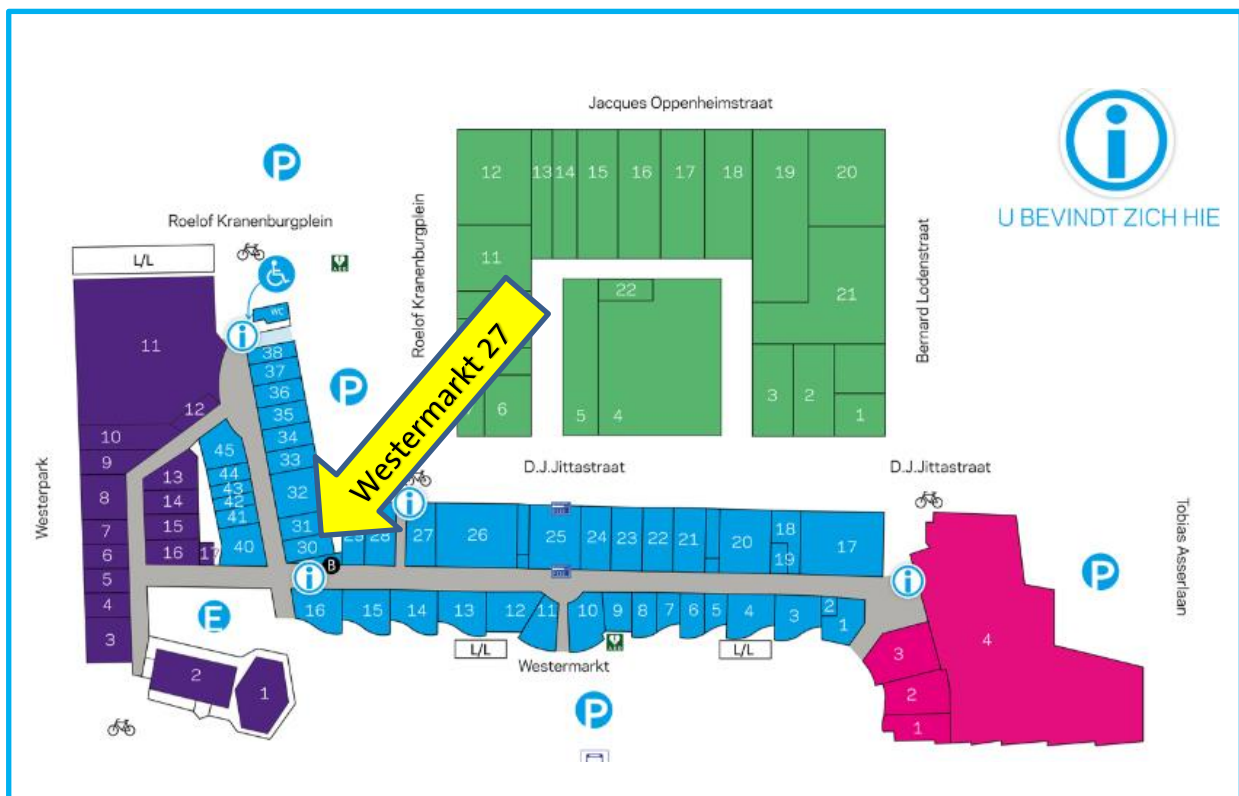 Jacques Oppenheimstraat
U BEVINDT ZICH HIE
P
Roelof Kranenburgplein
Roelof Kranenburgplein
Bernard Lodenstraat
12 13 14 15 16 17 18 19 20
11 21
22
6 5 4 3 2 1
L/L
AED
WC
i
11
38
37
36
35
34
33
32
31
30
P
Westermarkt 27
D.J.Jittastraat
D.J.Jittastraat
Westerpark
Tobias Asserlaan
12
10
9
8
7
6
5
4
3
13
14
15
16
17
45
44
43
42
41
40
28 27 26 25 24 23 22 21 20 18 17
19
i
B
i
i
P
E
16 15 14 13 12 11 10 9 8 7 6 5 4 3 2 1
L/L
L/L
Westermarkt
P
2
1
4
3
2
1